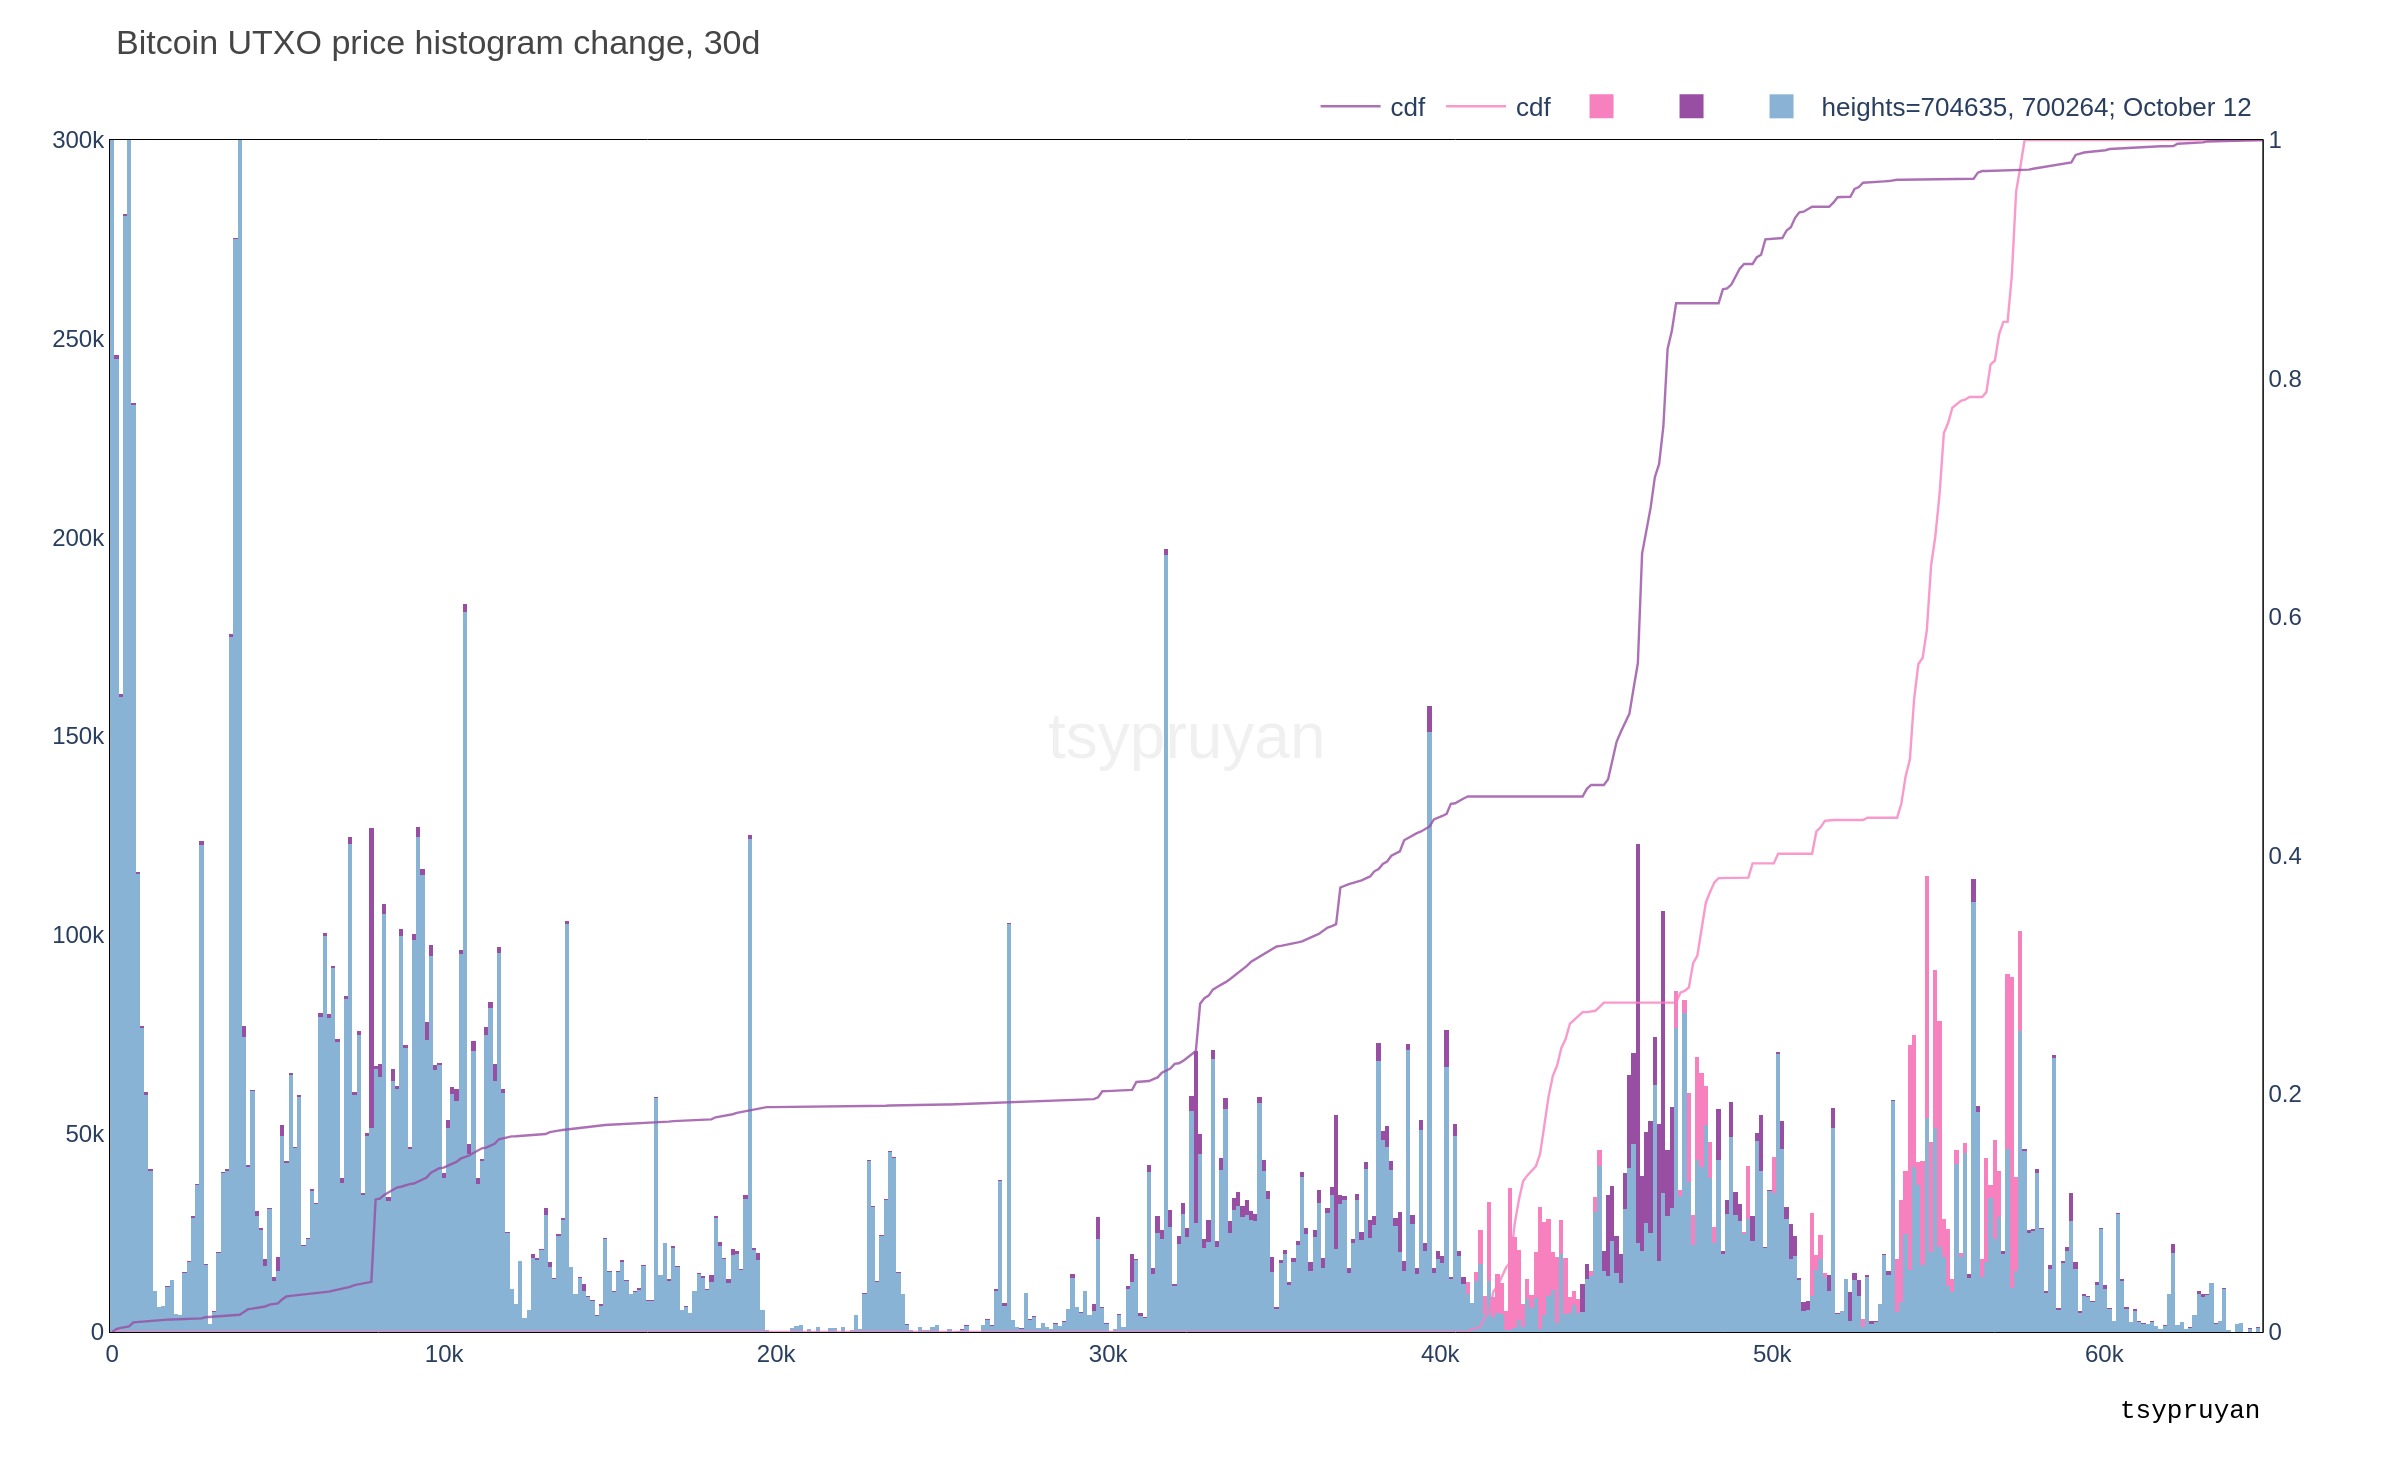 Bitcoin UTXO price histogram change, 30d
cdf cdf heights=704635, 700264; October 12
300k 1
250k
0.8
200k
0.6
150k
tsypruyan
0.4
100k
0.2
50k
0 0
0 10k 20k 30k 40k 50k 60k
tsypruyan